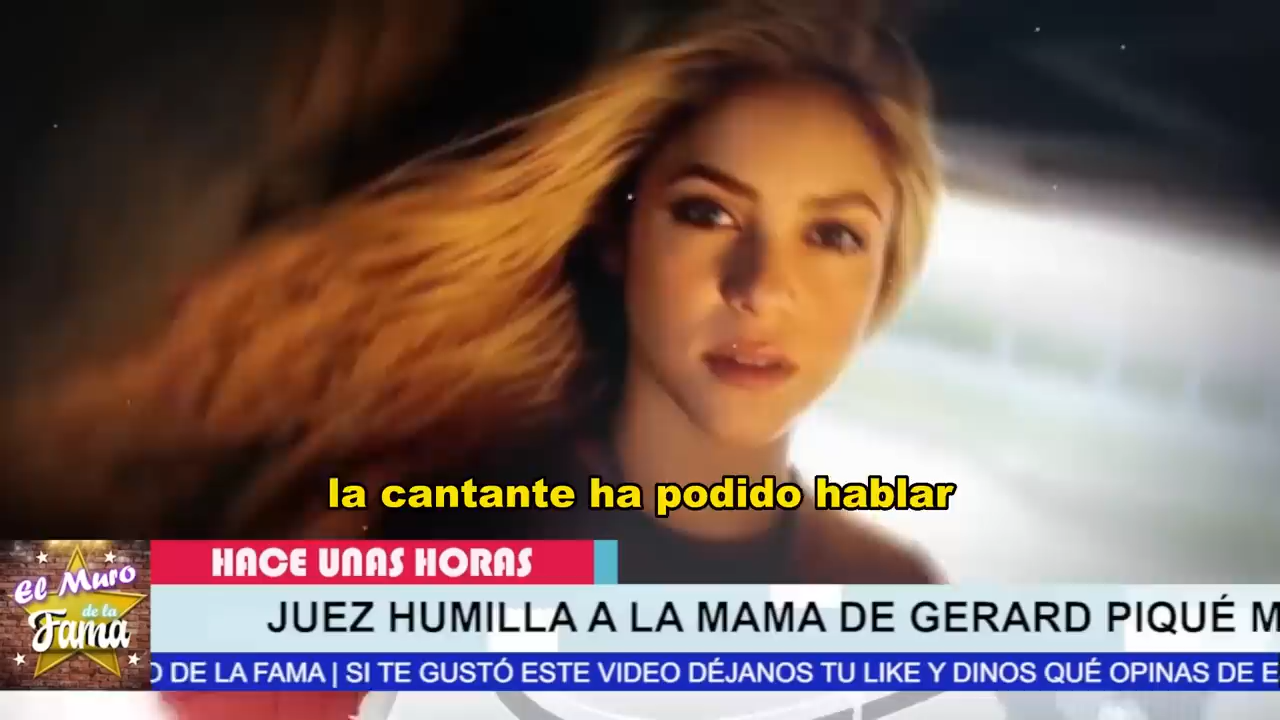 la cantante ha podido hablar
HACE UNAS HORAS
El Muro
de la
Fama
JUEZ HUMILLA A LA MAMA DE GERARD PIQUÉ M
O DE LA FAMA | SI TE GUSTÓ ESTE VIDEO DÉJANOS TU LIKE Y DINOS QUÉ OPINAS DE E